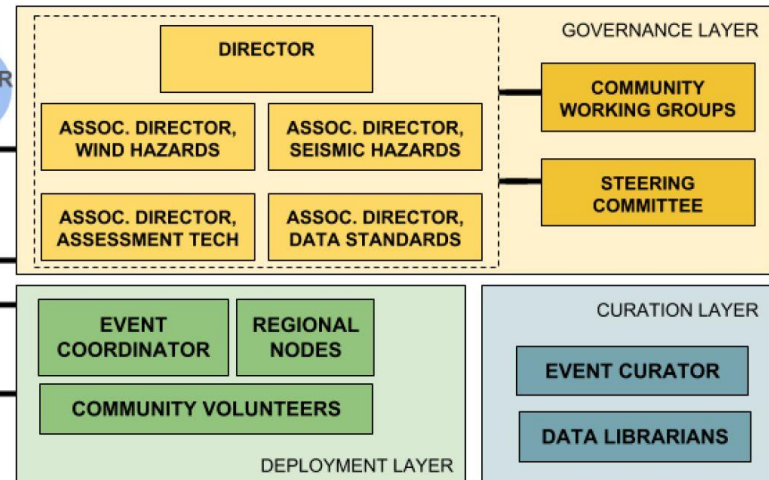 R
GOVERNANCE LAYER
DIRECTOR
COMMUNITY
WORKING GROUPS
ASSOC. DIRECTOR,
WIND HAZARDS
ASSOC. DIRECTOR,
SEISMIC HAZARDS
STEERING
COMMITTEE
ASSOC. DIRECTOR,
ASSESSMENT TECH
ASSOC. DIRECTOR,
DATA STANDARDS
EVENT
COORDINATOR
REGIONAL
NODES
COMMUNITY VOLUNTEERS
DEPLOYMENT LAYER
CURATION LAYER
EVENT CURATOR
DATA LIBRARIANS